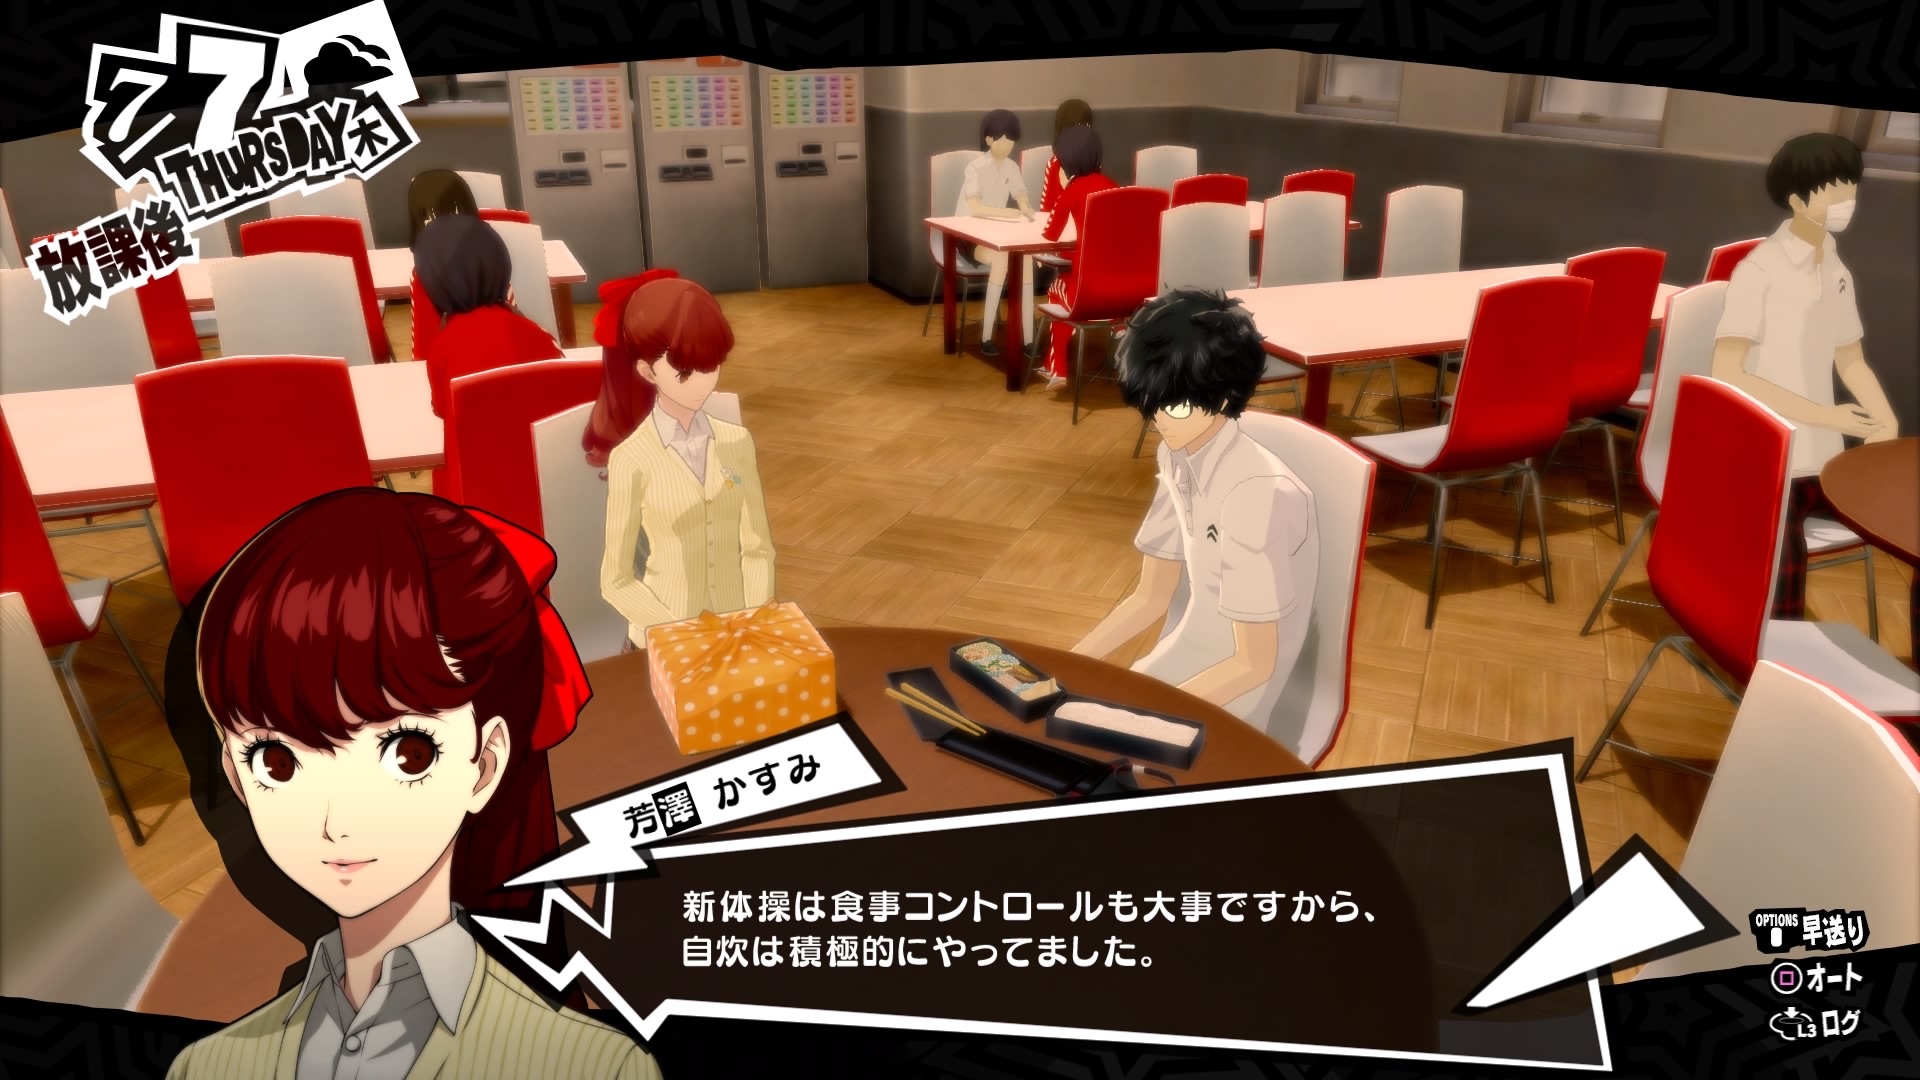 7/7
THURSDAY 木
放課後
芳澤 かすみ
新体操は食事コントロールも大事ですから、
自炊は積極的にやってました。
OPTIONS 早送り
オート
L3 ログ